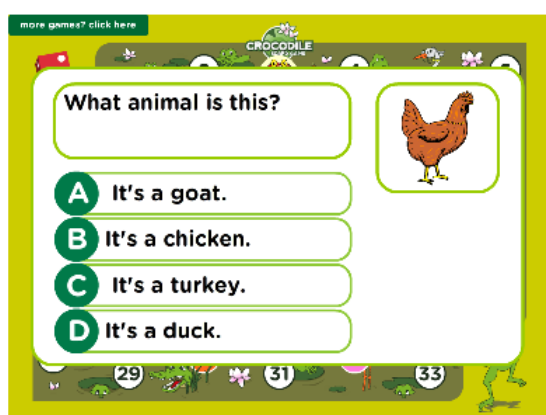 more games? click here
CROCODILE
What animal is this?
A It's a goat.
B It's a chicken.
C It's a turkey.
D It's a duck.
29 31 33